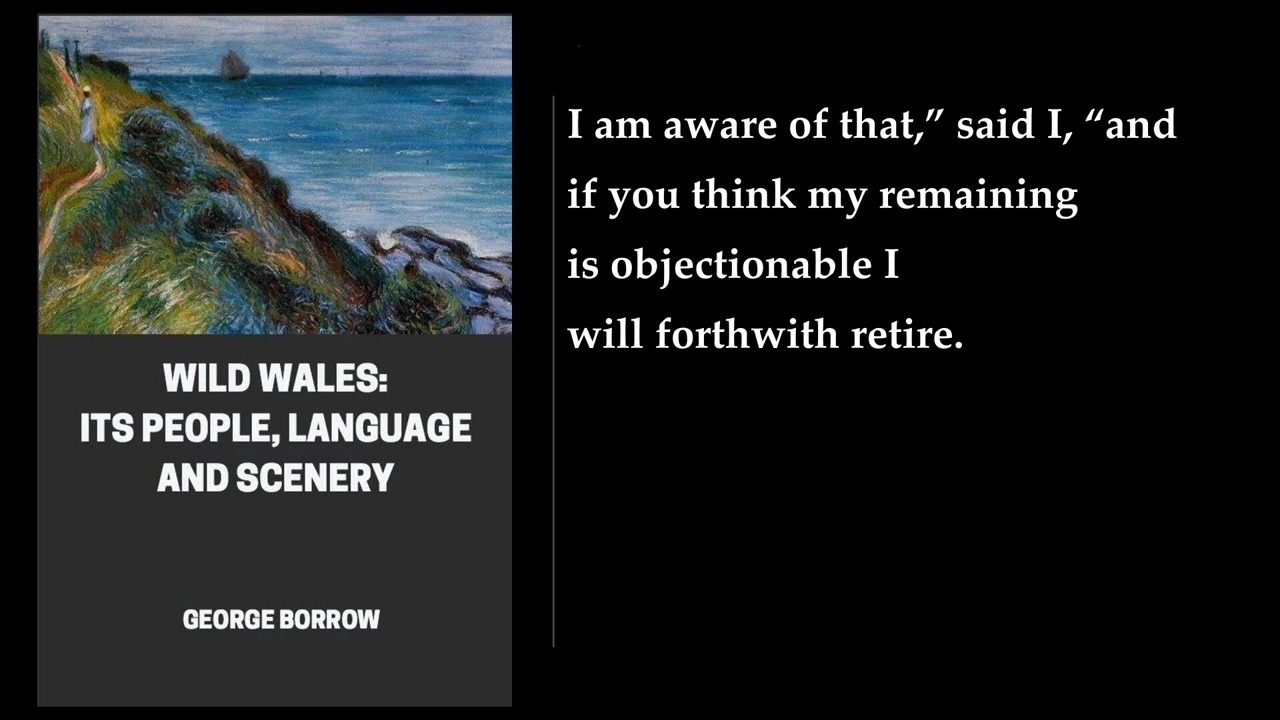 WILD WALES:
ITS PEOPLE, LANGUAGE
AND SCENERY
GEORGE BORROW
I am aware of that,” said I, “and
if you think my remaining
is objectionable I
will forthwith retire.